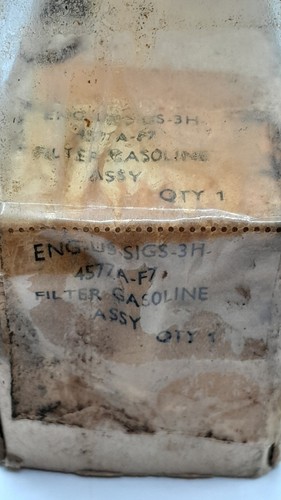 ENG-US SIGS-3H
4577A-F7
FILTER GASOLINE
ASSY
QTY 1
ENG-US-SIGS-3H-
4577A-F7
FILTER GASOLINE
ASSY
QTY 1